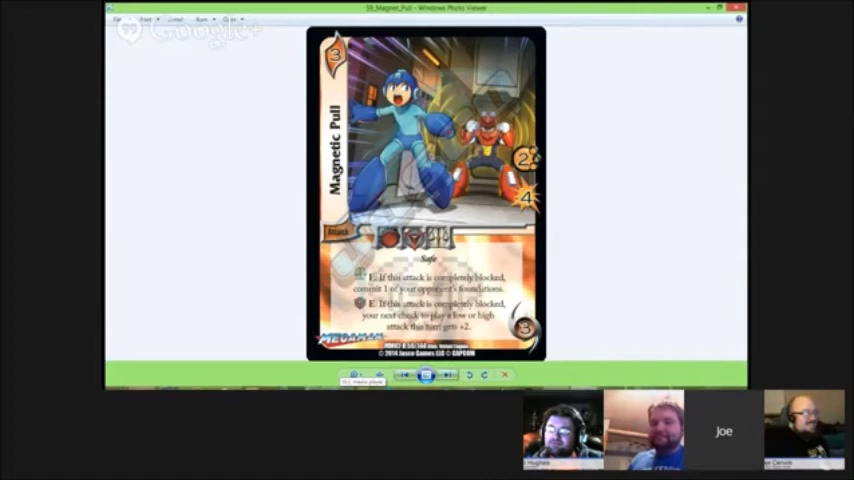 59_Magnet_Pull - Windows Photo Viewer
Google+
3
Magnetic Pull
2
4
Attack
Safe
E: If this attack is completely blocked,
commit 1 of your opponent's foundations.
E: If this attack is completely blocked,
your next check to play a low or high
attack this turn gets +2.
3
MEGAMAN
© 2014 Jasco Games LLC © CAPCOM
Joe
Hughes